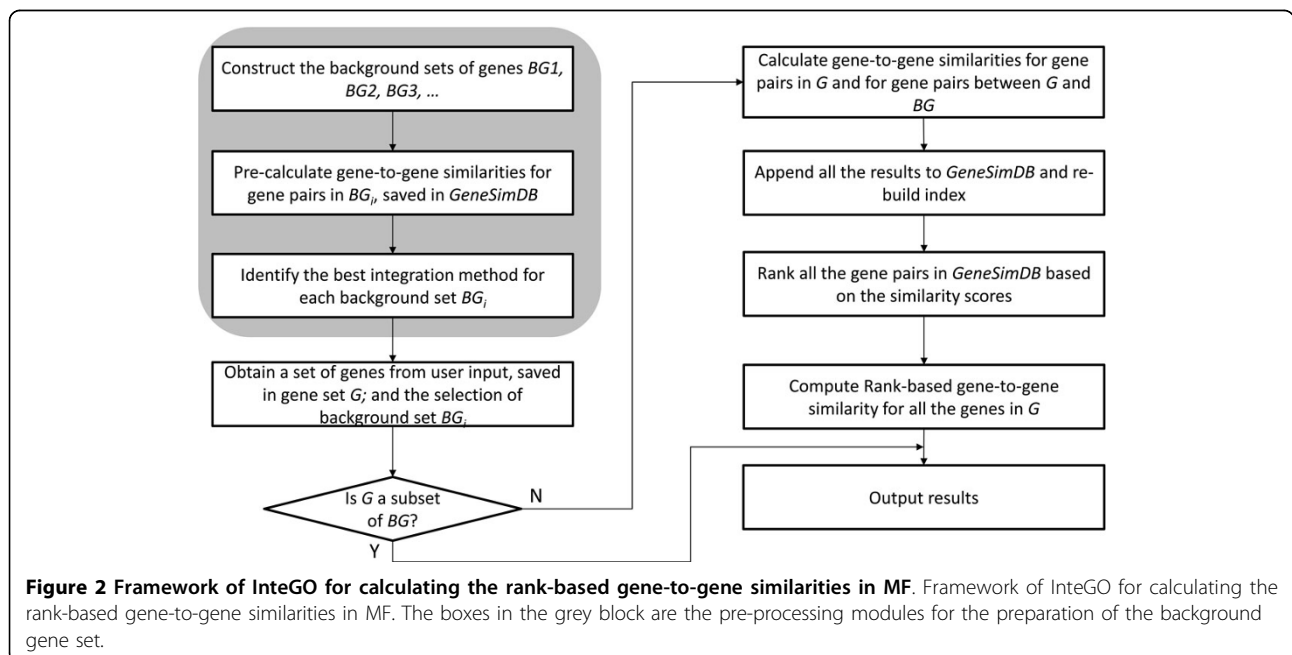 Construct the background sets of genes BG1,
BG2, BG3, ...
Pre-calculate gene-to-gene similarities for
gene pairs in BGi, saved in GeneSimDB
Identify the best integration method for
each background set BGi
Obtain a set of genes from user input, saved
in gene set G; and the selection of
background set BGi
Is G a subset
of BG?
N
Y
Calculate gene-to-gene similarities for gene
pairs in G and for gene pairs between G and
BG
Append all the results to GeneSimDB and re-
build index
Rank all the gene pairs in GeneSimDB based
on the similarity scores
Compute Rank-based gene-to-gene
similarity for all the genes in G
Output results
Figure 2 Framework of InteGO for calculating the rank-based gene-to-gene similarities in MF. Framework of InteGO for calculating the
rank-based gene-to-gene similarities in MF. The boxes in the grey block are the pre-processing modules for the preparation of the background
gene set.